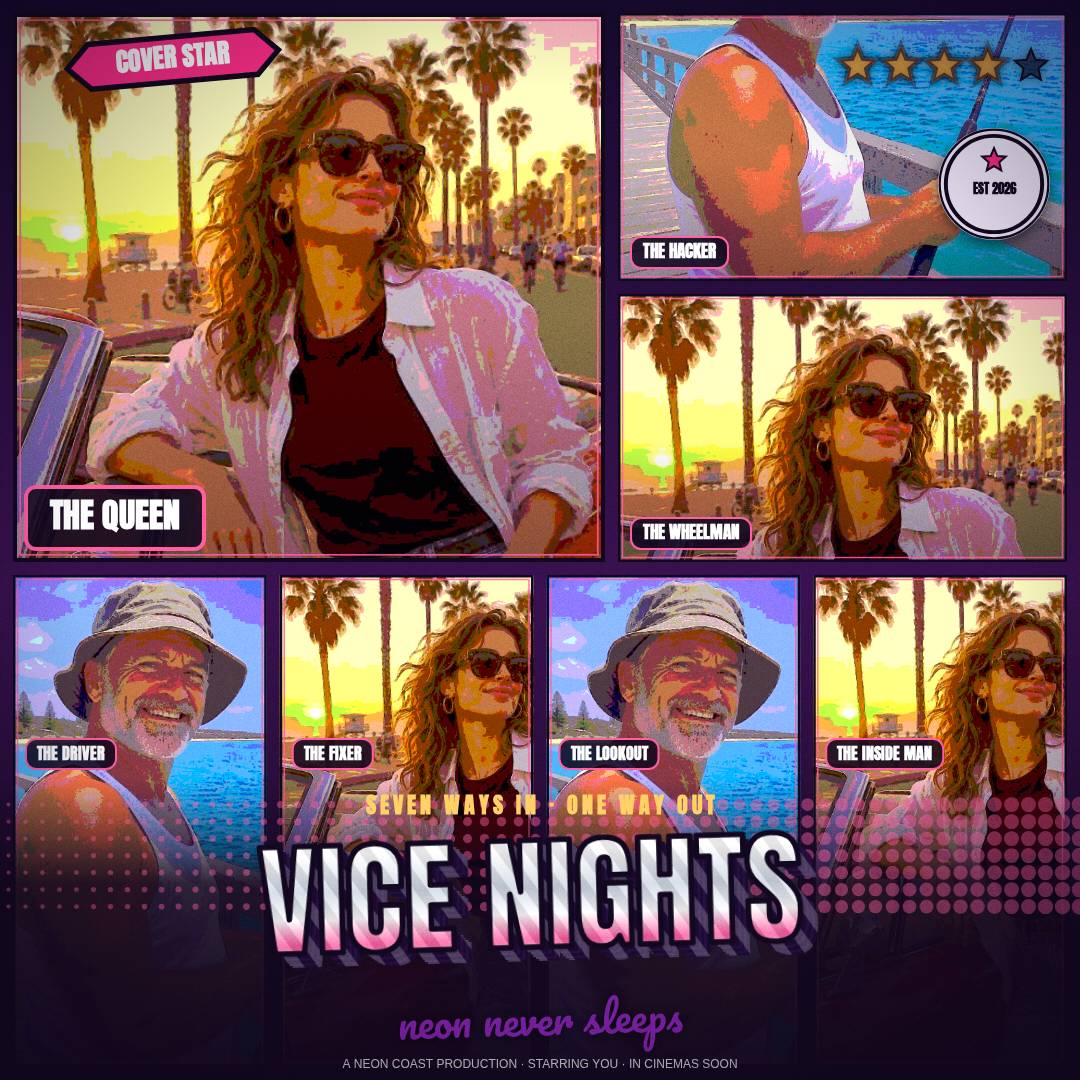 COVER STAR
EST 2026
THE HACKER
THE QUEEN
THE WHEELMAN
THE DRIVER
THE FIXER
THE LOOKOUT
THE INSIDE MAN
SEVEN WAYS IN · ONE WAY OUT
VICE NIGHTS
neon never sleeps
A NEON COAST PRODUCTION · STARRING YOU · IN CINEMAS SOON